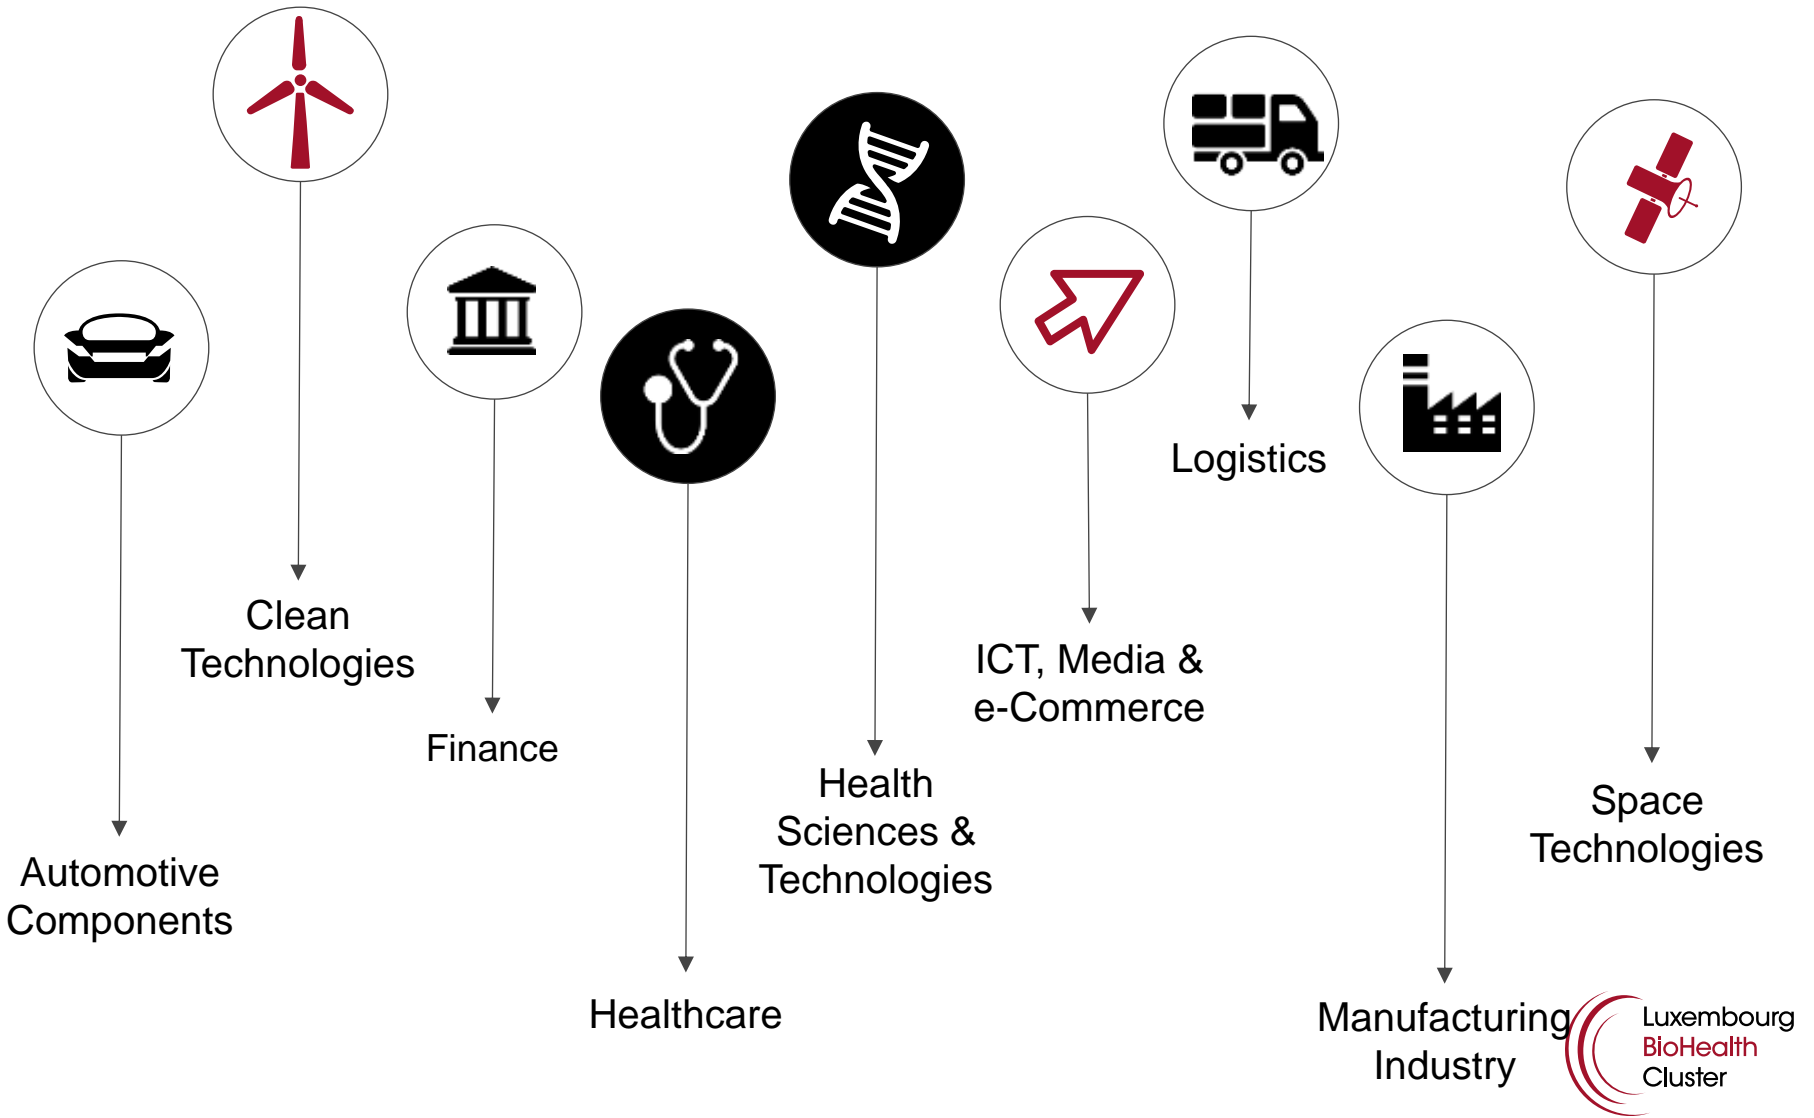 Automotive
Components
Clean
Technologies
Finance
Healthcare
Health
Sciences &
Technologies
ICT, Media &
e-Commerce
Logistics
Manufacturing
Industry
Space
Technologies
Luxembourg
BioHealth
Cluster